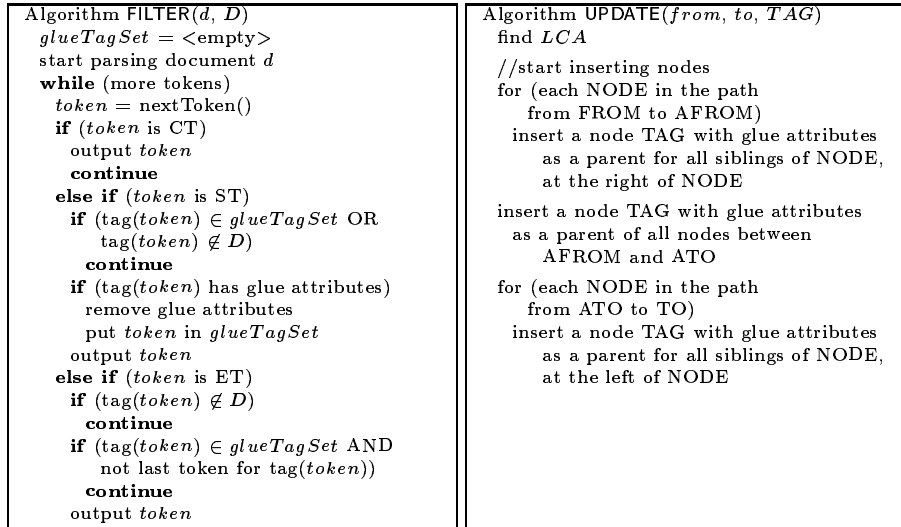 Algorithm FILTER(d, D)
glueTagSet = <empty>
start parsing document d
while (more tokens)
token = nextToken()
if (token is CT)
output token
continue
else if (token is ST)
if (tag(token) ∈ glueTagSet OR
tag(token) ∉ D)
continue
if (tag(token) has glue attributes)
remove glue attributes
put token in glueTagSet
output token
else if (token is ET)
if (tag(token) ∉ D)
continue
if (tag(token) ∈ glueTagSet AND
not last token for tag(token))
continue
output token
Algorithm UPDATE(from, to, TAG)
find LCA
//start inserting nodes
for (each NODE in the path
from FROM to AFROM)
insert a node TAG with glue attributes
as a parent for all siblings of NODE,
at the right of NODE
insert a node TAG with glue attributes
as a parent of all nodes between
AFROM and ATO
for (each NODE in the path
from ATO to TO)
insert a node TAG with glue attributes
as a parent for all siblings of NODE,
at the left of NODE